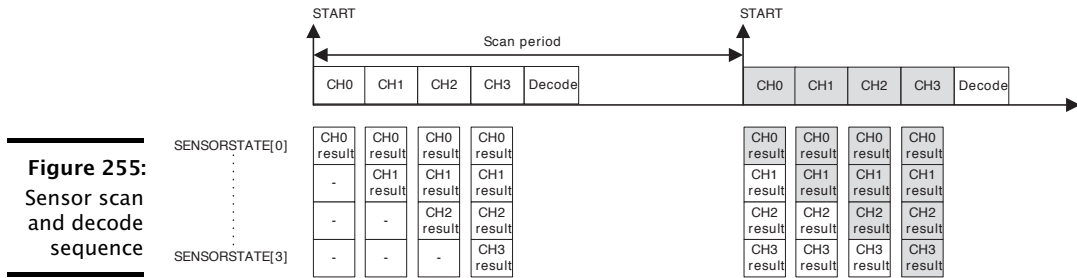 START START
Scan period
CH0 CH1 CH2 CH3 Decode CH0 CH1 CH2 CH3 Decode
Figure 255:
Sensor scan
and decode
sequence
SENSORSTATE[0]
SENSORSTATE[3]
CH0 CH0 CH0 CH0 CH0 CH0 CH0 CH0
result result result result result result result result
- CH1 CH1 CH1 CH1 CH1 CH1 CH1
result result result result result result result
- - CH2 CH2 CH2 CH2 CH2 CH2
result result result result result result
- - - CH3 CH3 CH3 CH3 CH3
result result result result result